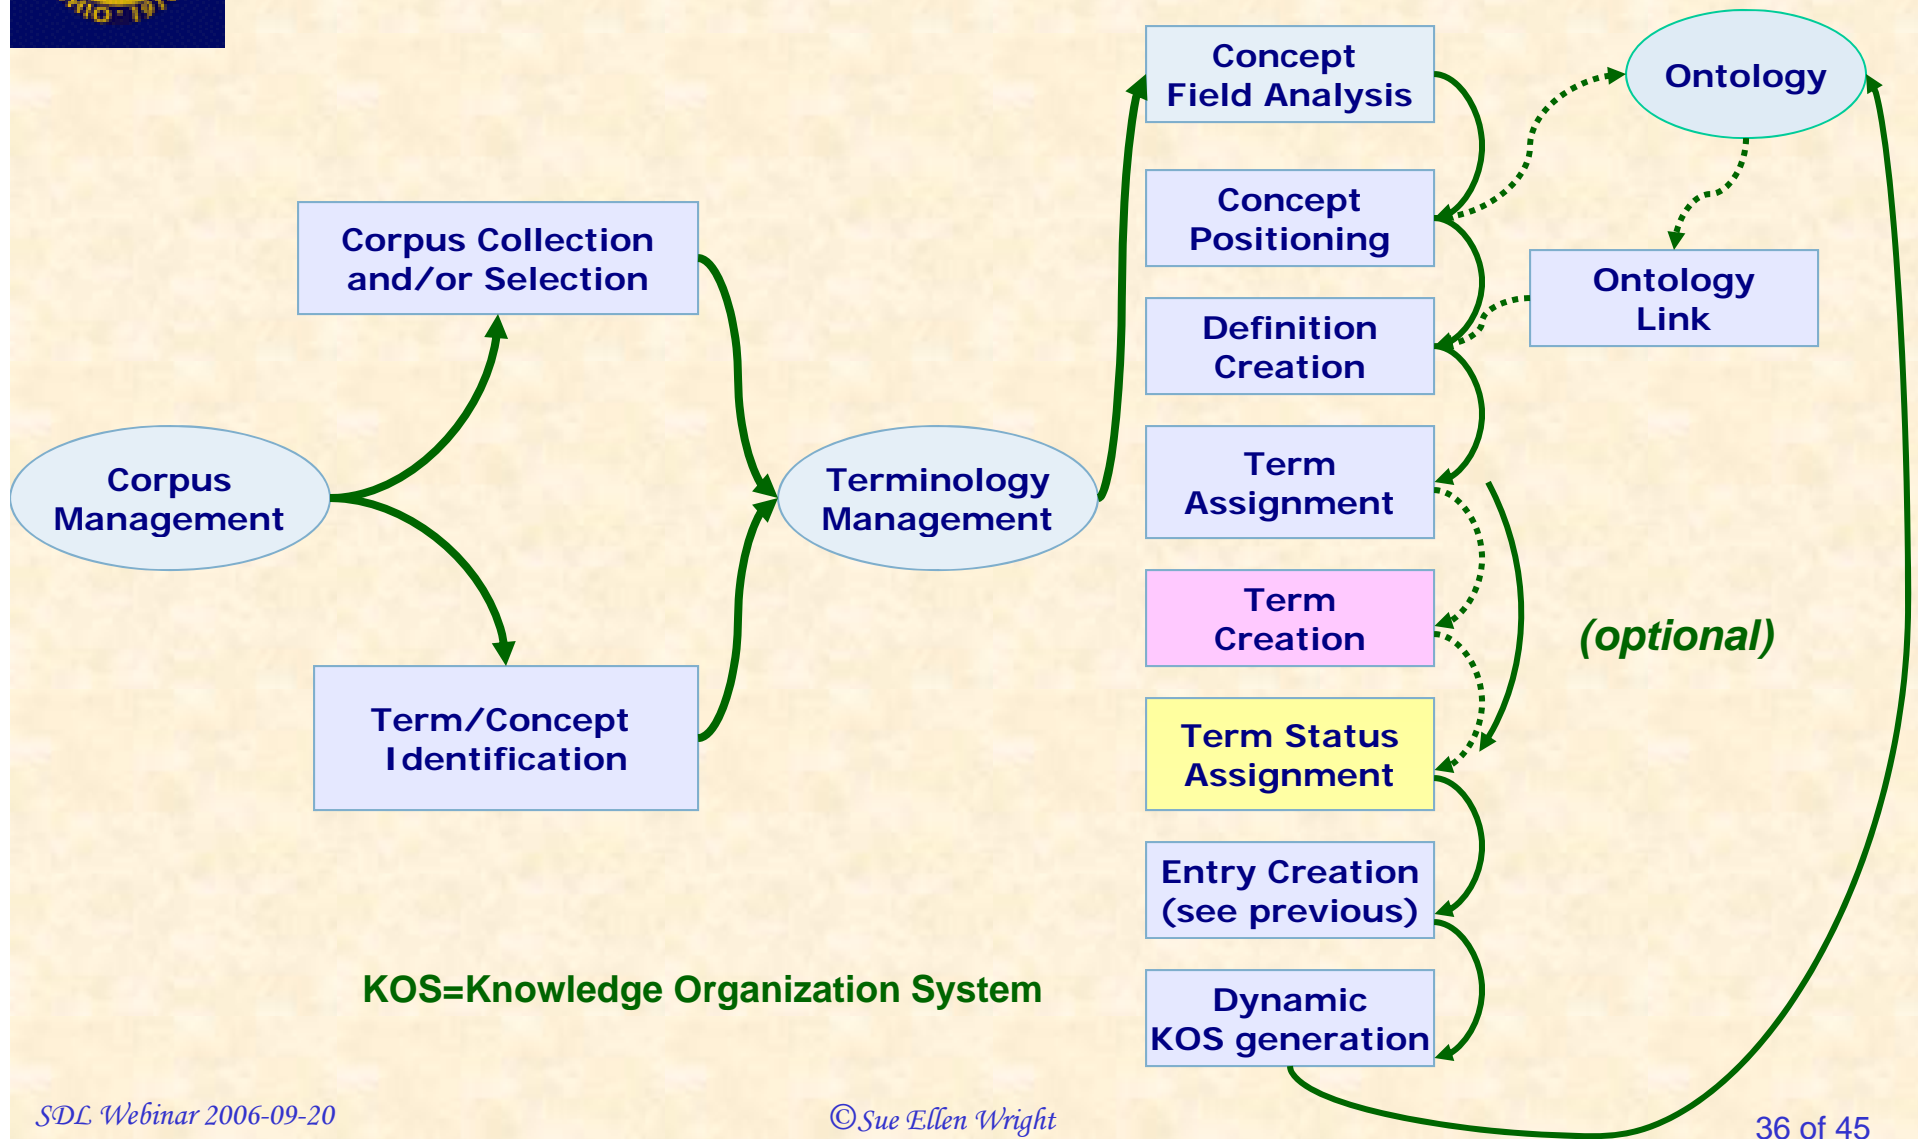 HIO · 191
Concept
Field Analysis
Ontology
Concept
Positioning
Corpus Collection
and/or Selection
Ontology
Link
Definition
Creation
Corpus
Management
Terminology
Management
Term
Assignment
Term
Creation
(optional)
Term/Concept
Identification
Term Status
Assignment
Entry Creation
(see previous)
KOS=Knowledge Organization System
Dynamic
KOS generation
SDL Webinar 2006-09-20
©Sue Ellen Wright
36 of 45